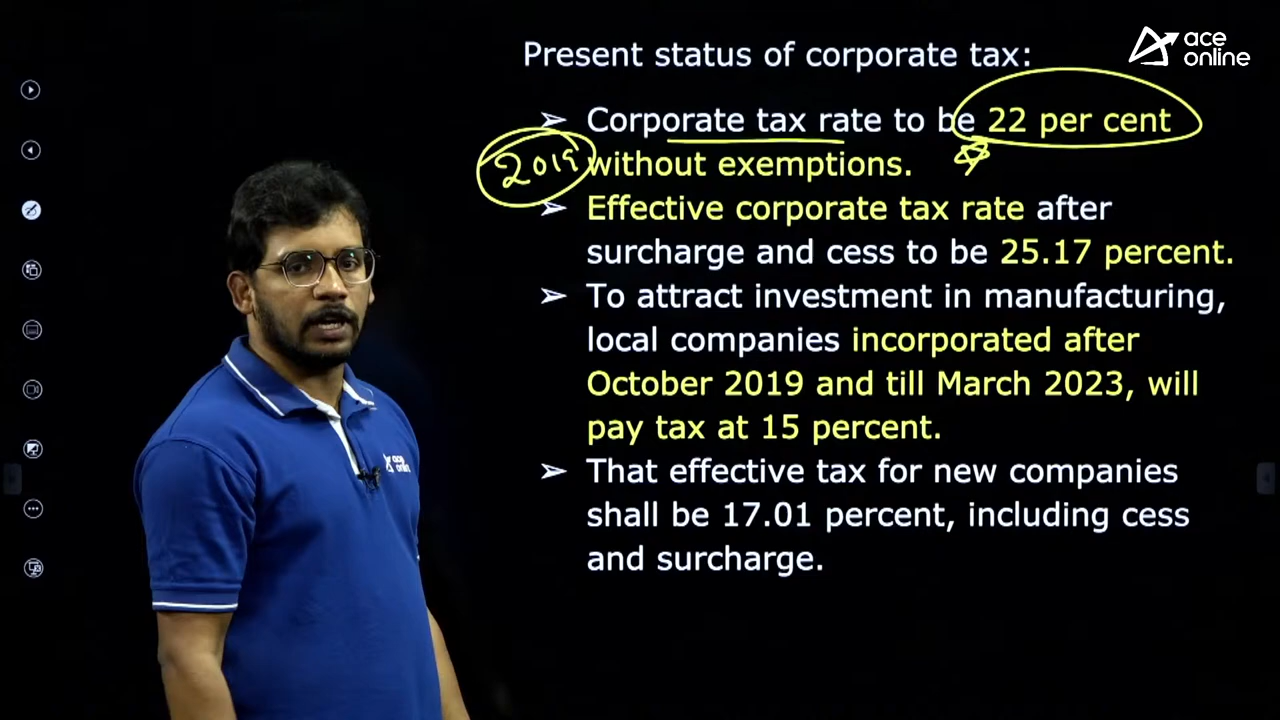 Present status of corporate tax:
ace
online
➢ Corporate tax rate to be 22 per cent
2019
without exemptions.
➢ Effective corporate tax rate after
surcharge and cess to be 25.17 percent.
➢ To attract investment in manufacturing,
local companies incorporated after
October 2019 and till March 2023, will
pay tax at 15 percent.
➢ That effective tax for new companies
shall be 17.01 percent, including cess
and surcharge.
ace
online